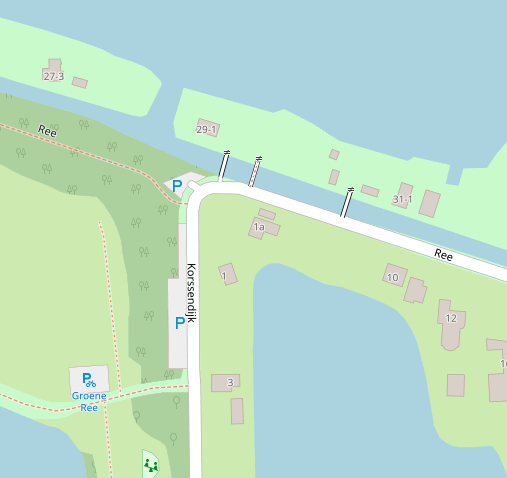 27-3
Ree
29-1
P
31-1
1a
Ree
1
Korssendijk
10
P
12
3
P
Groene
Ree